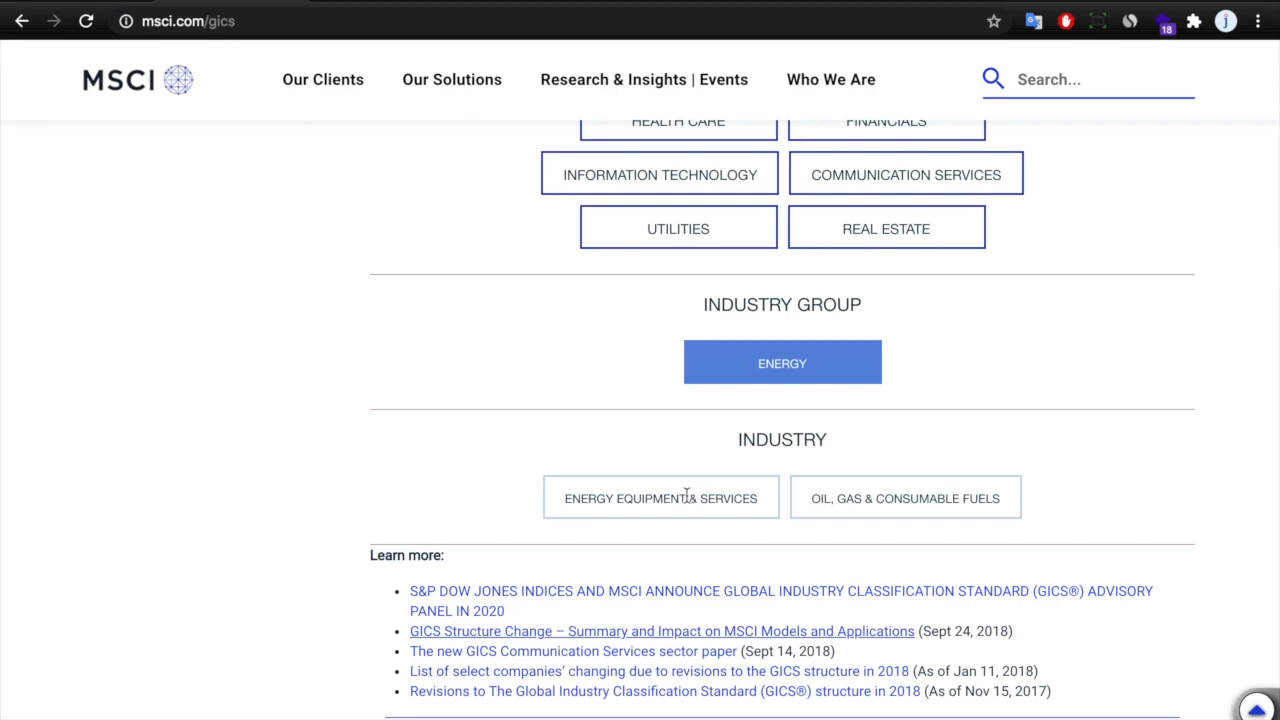 msci.com/gics
18
j
MSCI
Our Clients
Our Solutions
Research & Insights | Events
Who We Are
Search...
HEALTH CARE
FINANCIALS
INFORMATION TECHNOLOGY
COMMUNICATION SERVICES
UTILITIES
REAL ESTATE
INDUSTRY GROUP
ENERGY
INDUSTRY
ENERGY EQUIPMENT & SERVICES
OIL, GAS & CONSUMABLE FUELS
Learn more:
S&P DOW JONES INDICES AND MSCI ANNOUNCE GLOBAL INDUSTRY CLASSIFICATION STANDARD (GICS®) ADVISORY
PANEL IN 2020
GICS Structure Change – Summary and Impact on MSCI Models and Applications (Sept 24, 2018)
The new GICS Communication Services sector paper (Sept 14, 2018)
List of select companies’ changing due to revisions to the GICS structure in 2018 (As of Jan 11, 2018)
Revisions to The Global Industry Classification Standard (GICS®) structure in 2018 (As of Nov 15, 2017)